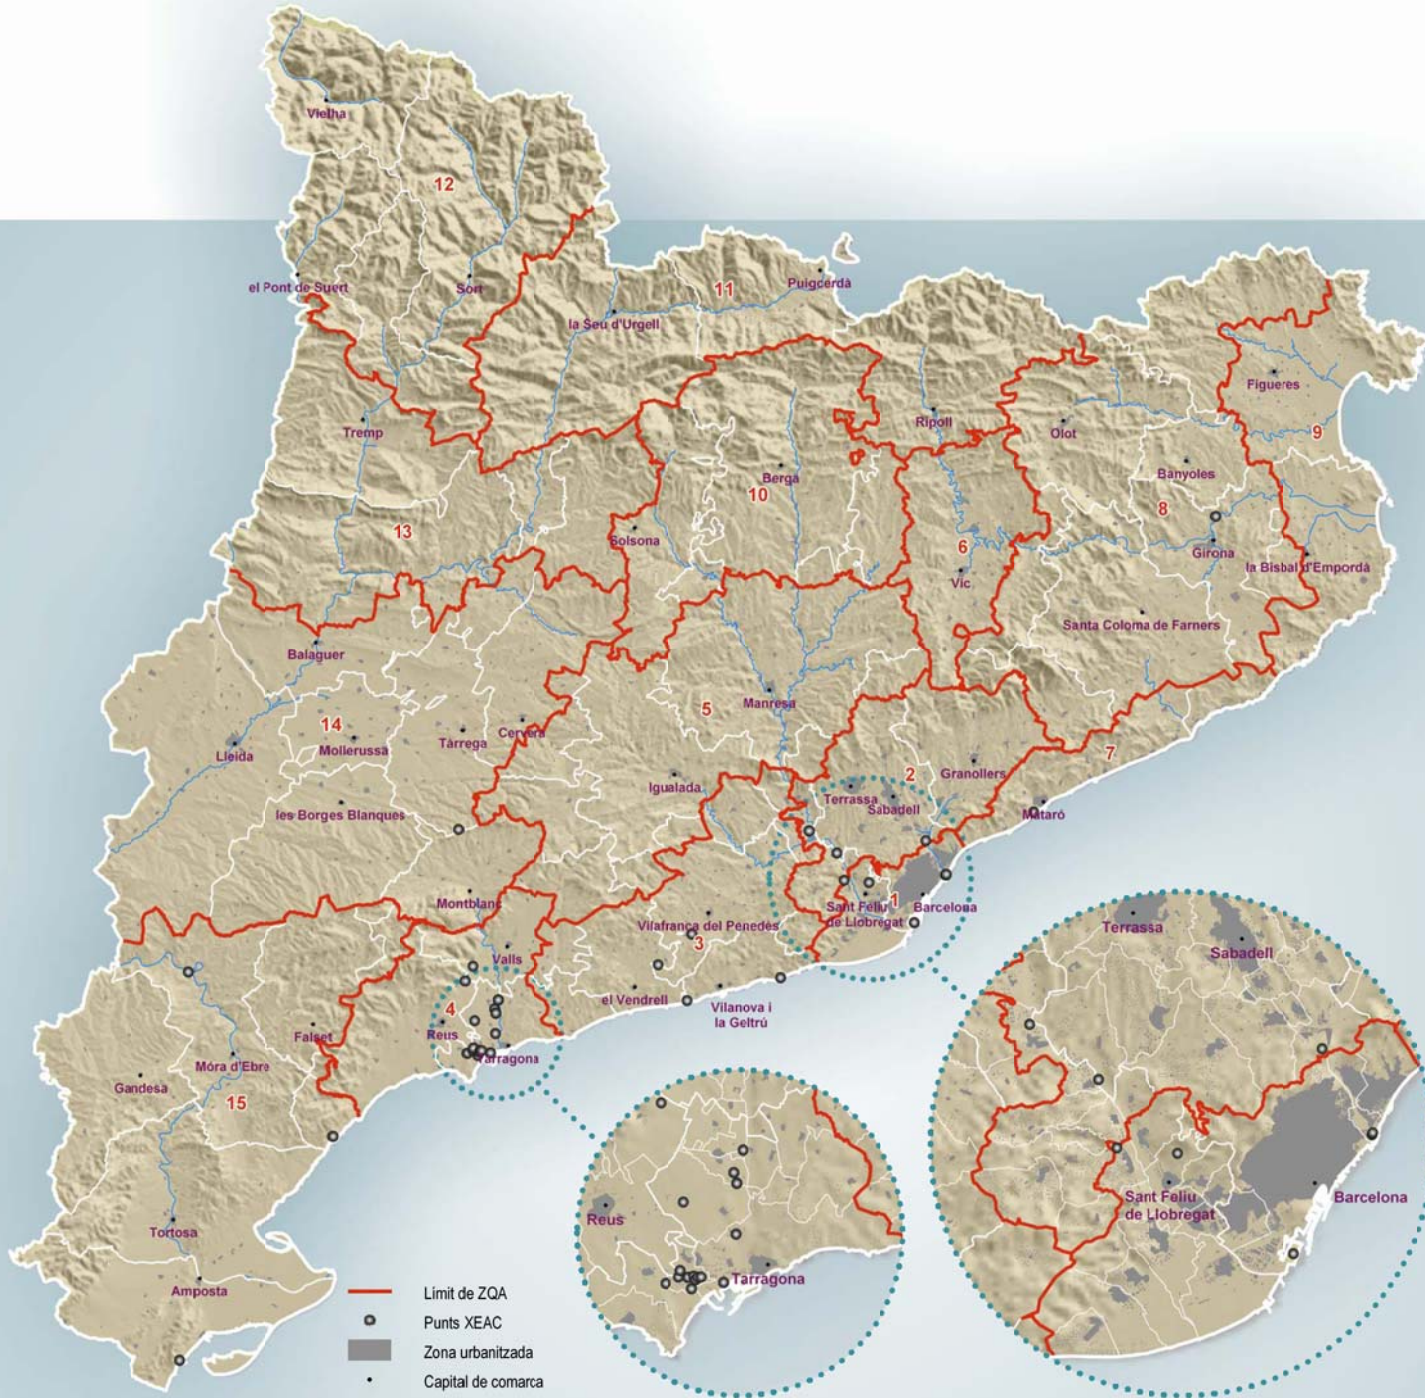 Vielha
12
el Pont de Suert
Sort
11
Puigcerdà
la Seu d'Urgell
Figueres
Tremp
Ripoll
Olot
9
Berga
10
Banyoles
8
13
Solsona
6
Vic
Girona
la Bisbal d'Empordà
Santa Coloma de Farners
Balaguer
5
Manresa
14
Mollerussa
Tàrrega
Cervera
Lleida
7
2
Granollers
Igualada
Terrassa
Sabadell
les Borges Blanques
Mataró
Montblanc
1
Sant Feliu
de Llobregat
Barcelona
Vilafranca del Penedès
3
Valls
el Vendrell
Vilanova i
la Geltrú
4
Reus
Tarragona
Falset
Móra d'Ebre
Gandesa
15
Tortosa
Amposta
Terrassa
Sabadell
Sant Feliu
de Llobregat
Barcelona
Reus
Tarragona
Límit de ZQA
Punts XEAC
Zona urbanitzada
Capital de comarca